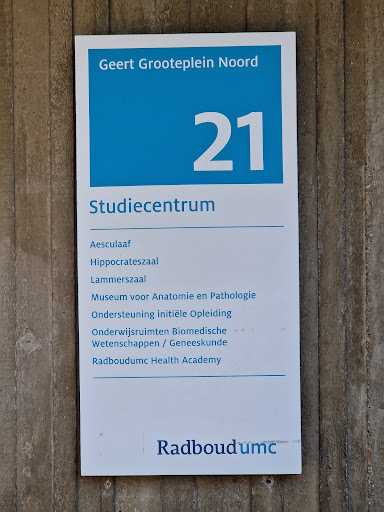 Geert Grooteplein Noord
21
Studiecentrum
Aesculaaf
Hippocrateszaal
Lammerszaal
Museum voor Anatomie en Pathologie
Ondersteuning initiële Opleiding
Onderwijsruimten Biomedische
Wetenschappen / Geneeskunde
Radboudumc Health Academy
Radboudumc